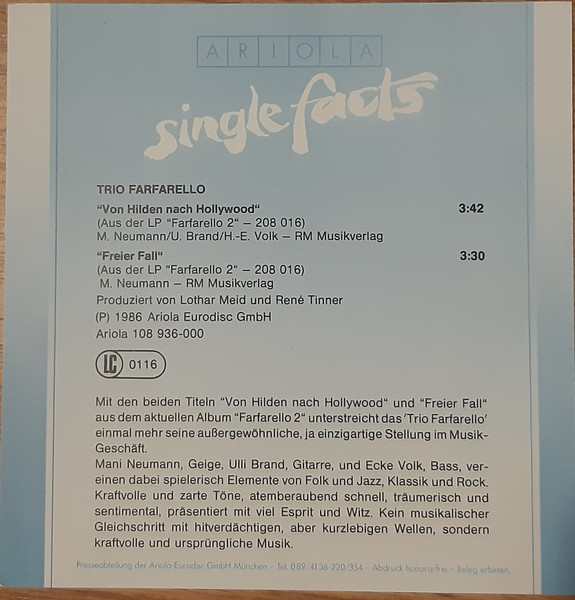 ARIOLA
single facts
TRIO FARFARELLO
"Von Hilden nach Hollywood" 3:42
(Aus der LP "Farfarello 2" – 208 016)
M. Neumann/U. Brand/H.-E. Volk – RM Musikverlag
"Freier Fall" 3:30
(Aus der LP "Farfarello 2" – 208 016)
M. Neumann – RM Musikverlag
Produziert von Lothar Meid und René Tinner
(P) 1986 Ariola Eurodisc GmbH
Ariola 108 936-000
LC 0116
Mit den beiden Titeln "Von Hilden nach Hollywood" und "Freier Fall"
aus dem aktuellen Album "Farfarello 2" unterstreicht das 'Trio Farfarello'
einmal mehr seine außergewöhnliche, ja einzigartige Stellung im Musik-
Geschäft.
Mani Neumann, Geige, Ulli Brand, Gitarre, und Ecke Volk, Bass, ver-
einen dabei spielerisch Elemente von Folk und Jazz, Klassik und Rock.
Kraftvolle und zarte Töne, atemberaubend schnell, träumerisch und
sentimental, präsentiert mit viel Esprit und Witz. Kein musikalischer
Gleichschritt mit hitverdächtigen, aber kurzlebigen Wellen, sondern
kraftvolle und ursprüngliche Musik.
Presseabteilung der Ariola-Eurodisc GmbH München – Tel. 089/4136-220/354 – Abdruck honorarfrei – Beleg erbeten.